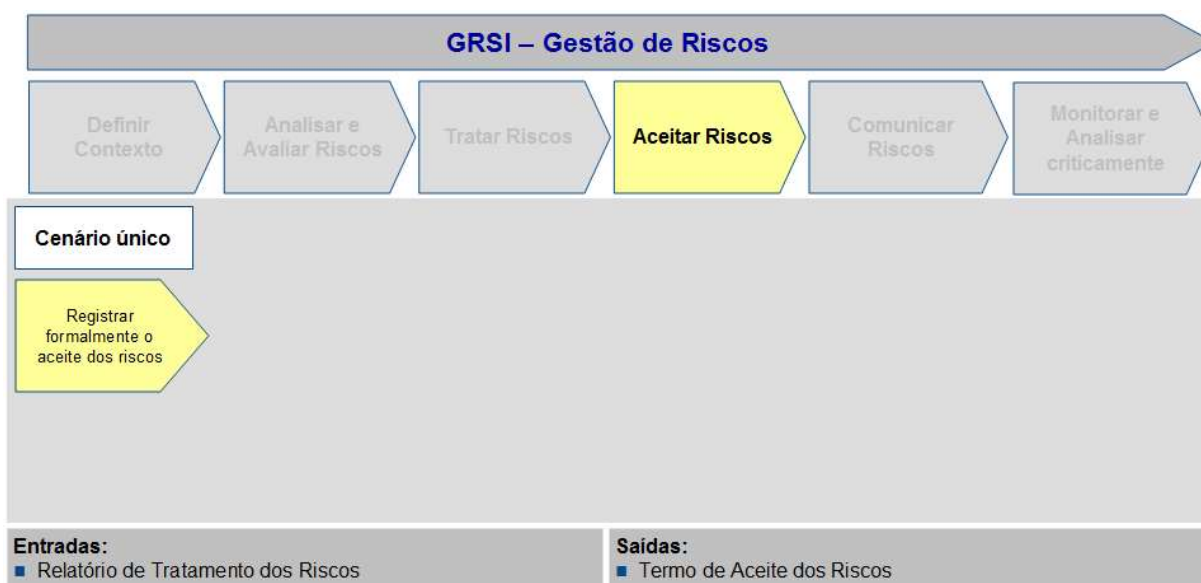 GRSI – Gestão de Riscos
Definir
Contexto
Analisar e
Avaliar Riscos
Tratar Riscos
Aceitar Riscos
Comunicar
Riscos
Monitorar e
Analisar
criticamente
Cenário único
Registrar
formalmente o
aceite dos riscos
Entradas:
■ Relatório de Tratamento dos Riscos
Saídas:
■ Termo de Aceite dos Riscos